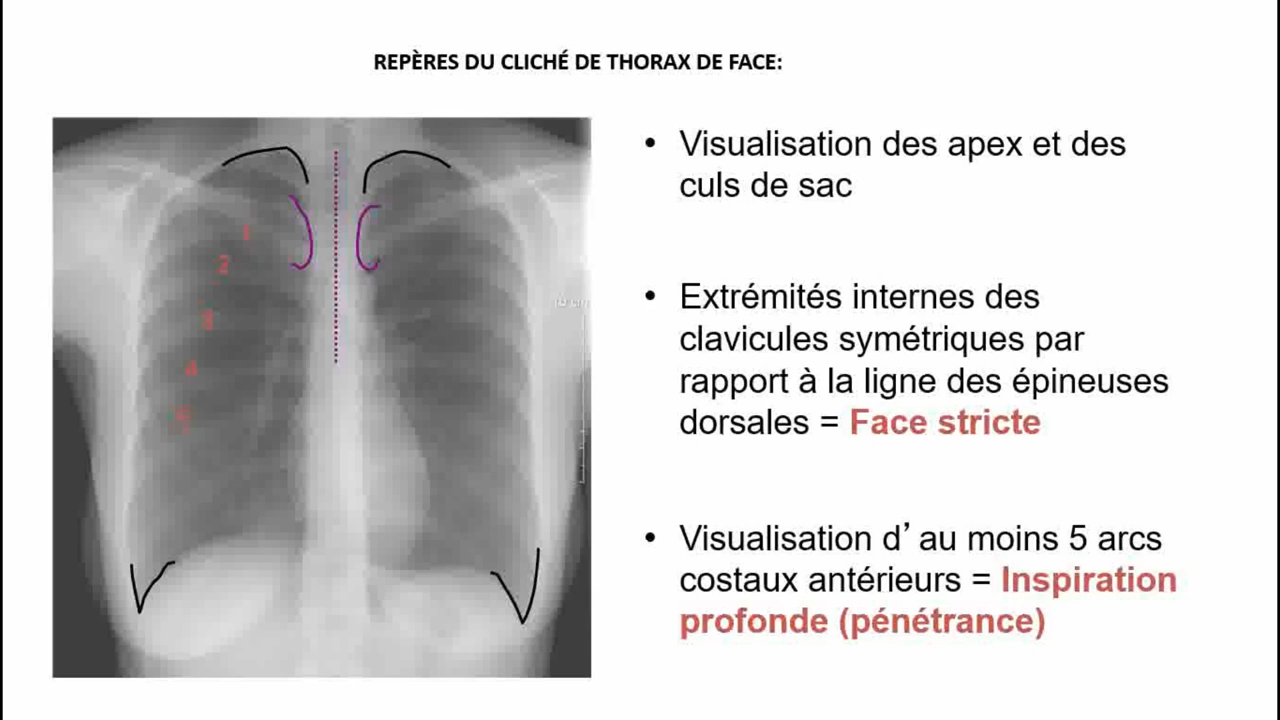 REPÈRES DU CLICHÉ DE THORAX DE FACE:
• Visualisation des apex et des
culs de sac
• Extrémités internes des
clavicules symétriques par
rapport à la ligne des épineuses
dorsales = Face stricte
• Visualisation d’au moins 5 arcs
costaux antérieurs = Inspiration
profonde (pénétrance)
1
2
3
4
5